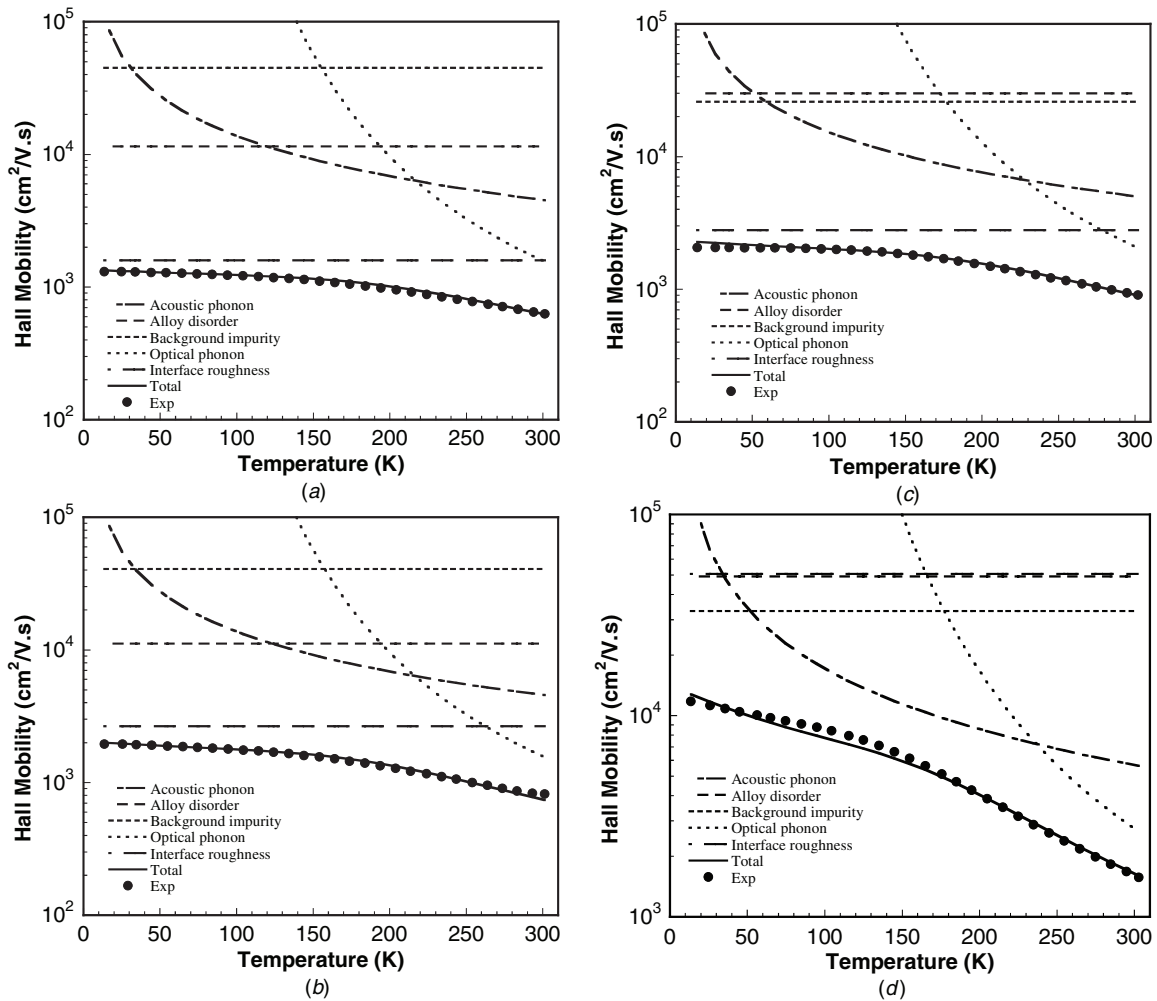 10^5
10^4
10^3
10^2
Hall Mobility (cm^2/V.s)
Acoustic phonon
Alloy disorder
Background impurity
Optical phonon
Interface roughness
Total
Exp
0 50 100 150 200 250 300
Temperature (K)
(a)
10^5
10^4
10^3
10^2
Hall Mobility (cm^2/V.s)
Acoustic phonon
Alloy disorder
Background impurity
Optical phonon
Interface roughness
Total
Exp
0 50 100 150 200 250 300
Temperature (K)
(c)
10^5
10^4
10^3
10^2
Hall Mobility (cm^2/V.s)
Acoustic phonon
Alloy disorder
Background impurity
Optical phonon
Interface roughness
Total
Exp
0 50 100 150 200 250 300
Temperature (K)
(b)
10^5
10^4
10^3
Hall Mobility (cm^2/V.s)
Acoustic phonon
Alloy disorder
Background impurity
Optical phonon
Interface roughness
Total
Exp
0 50 100 150 200 250 300
Temperature (K)
(d)